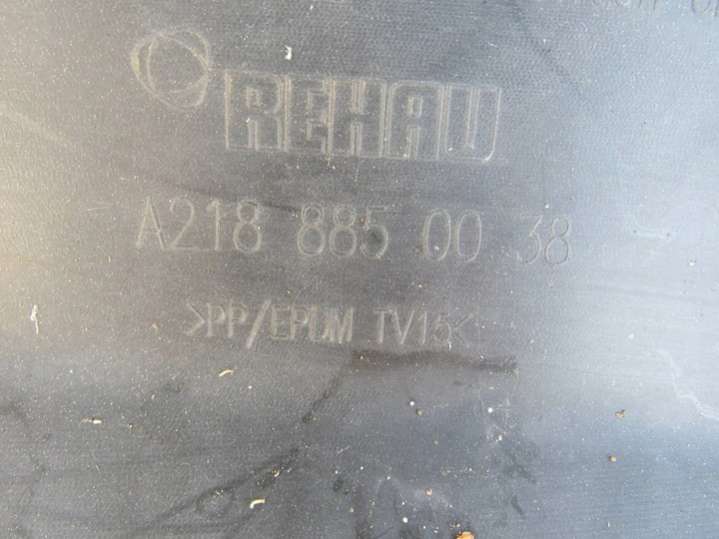 REHAU
A218 885 00 38
>PP/EPDM TV15<